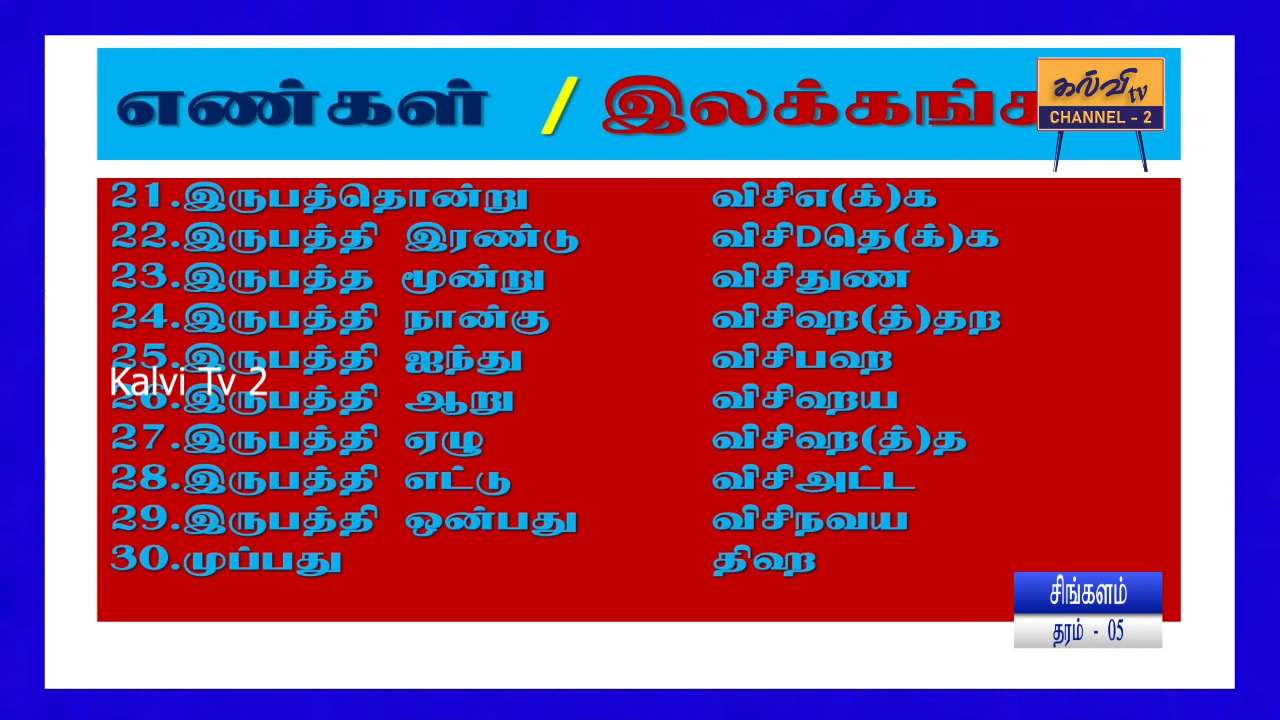 எண்கள் / இலக்கங்க
கல்வி tv
CHANNEL - 2
21.இருபத்தொன்று விசிஎ(க்)க
22.இருபத்தி இரண்டு விசிDதெ(க்)க
23.இருபத்த மூன்று விசிதுண
24.இருபத்தி நான்கு விசிஹ(த்)தற
25.இருபத்தி ஐந்து விசிபஹ
Kalvi Tv 2
26.இருபத்தி ஆறு விசிஹய
27.இருபத்தி ஏழு விசிஹ(த்)த
28.இருபத்தி எட்டு விசிஅட்ட
29.இருபத்தி ஒன்பது விசிநவய
30.முப்பது திஹ
சிங்களம்
தரம் - 05